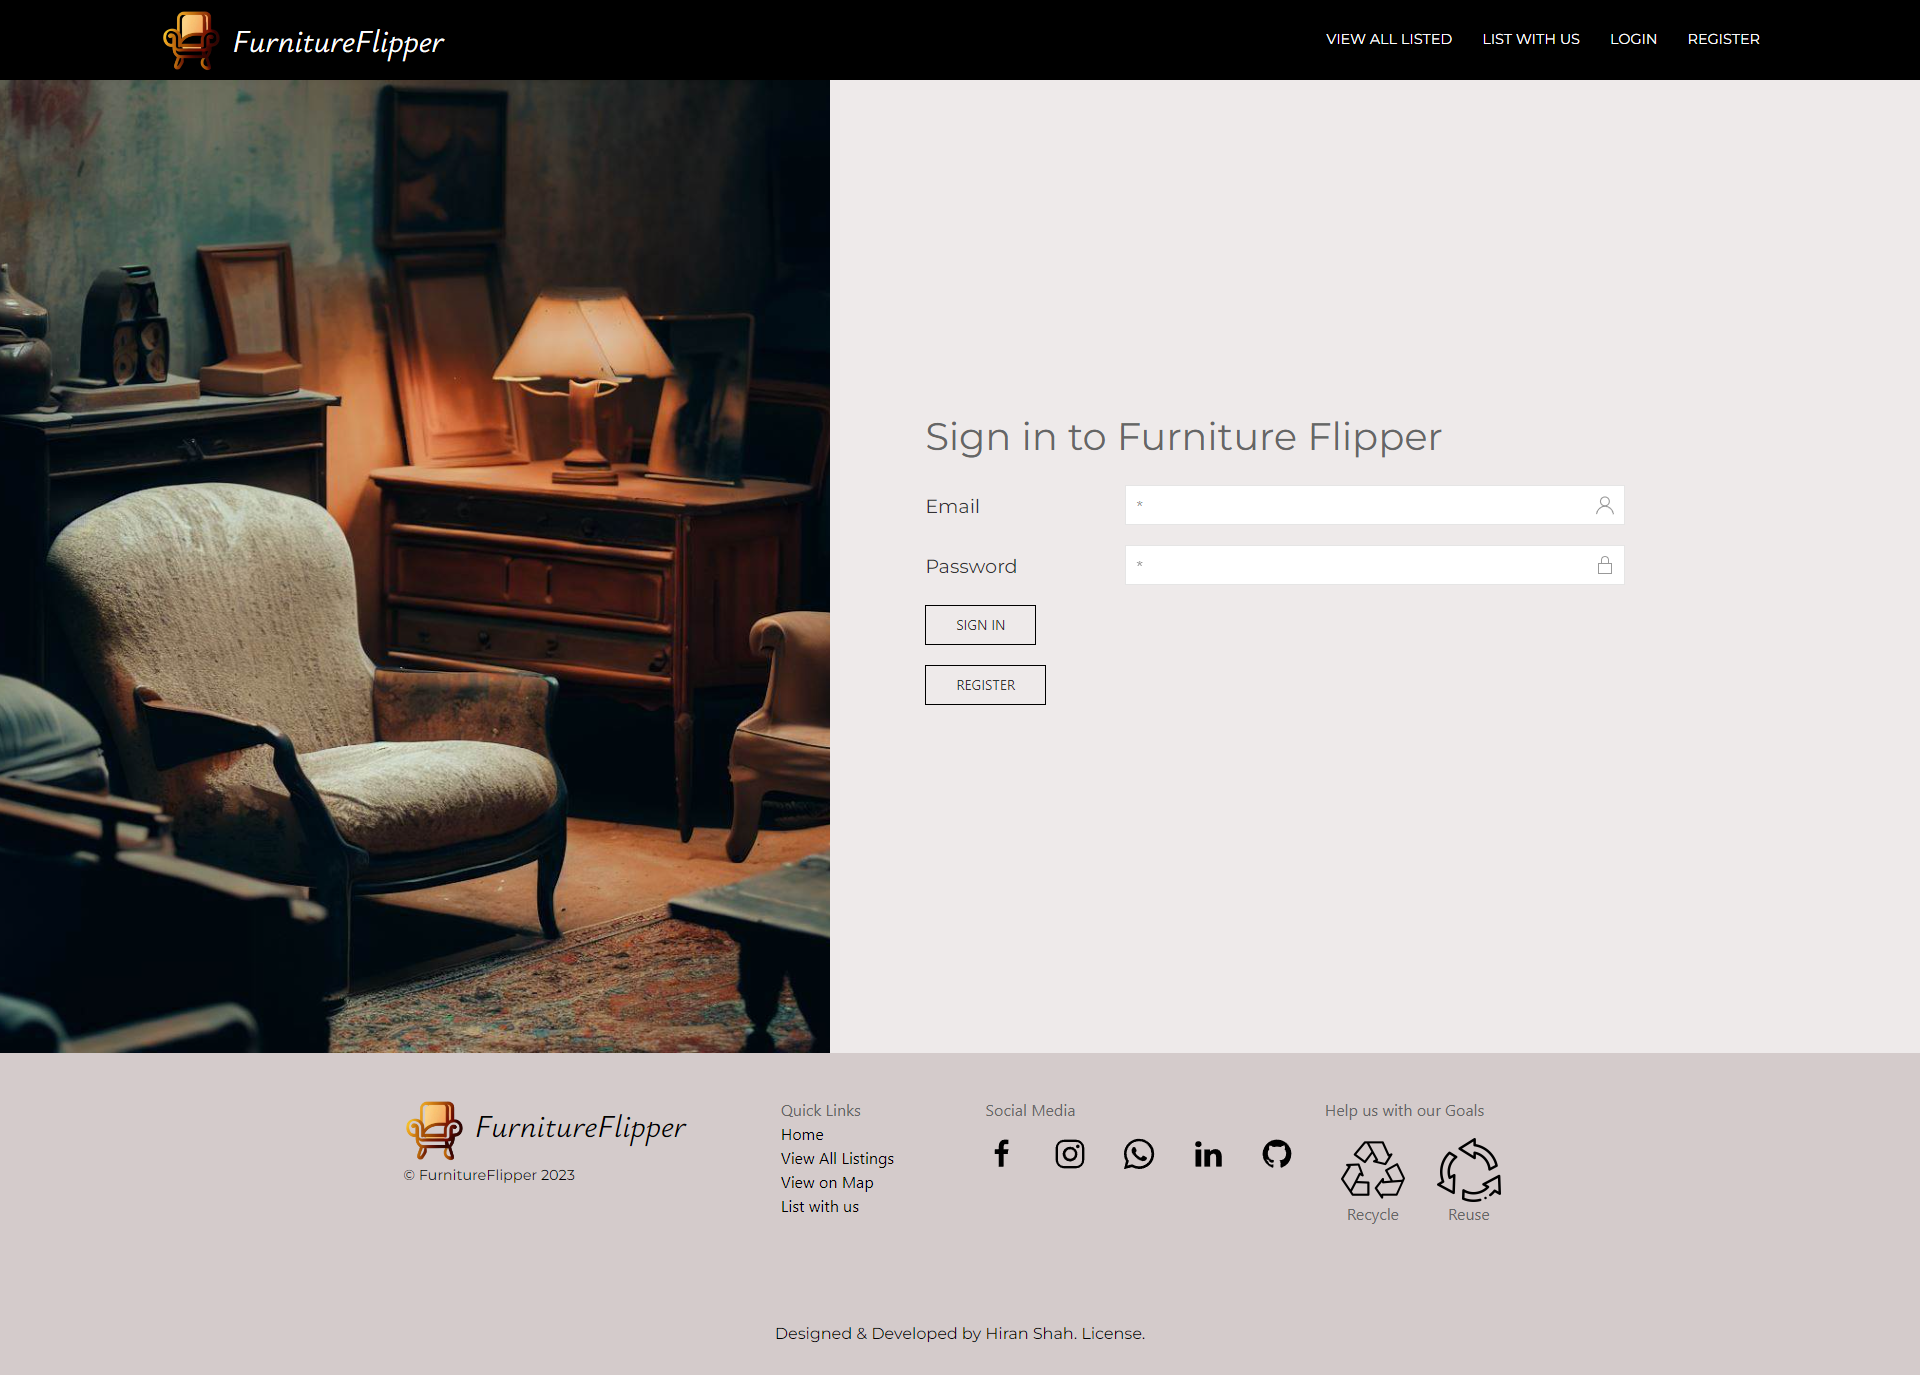 FurnitureFlipper
VIEW ALL LISTED
LIST WITH US
LOGIN
REGISTER
Sign in to Furniture Flipper
Email
*
Password
*
SIGN IN
REGISTER
FurnitureFlipper
© FurnitureFlipper 2023
Quick Links
Home
View All Listings
View on Map
List with us
Social Media
Help us with our Goals
Recycle
Reuse
Designed & Developed by Hiran Shah. License.